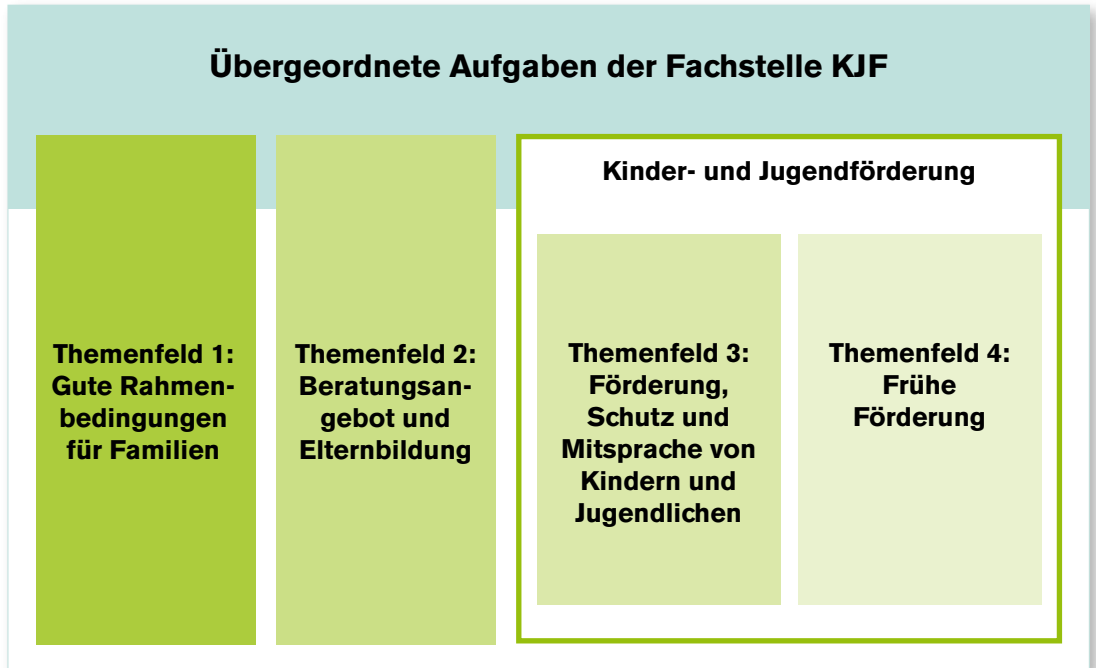 Übergeordnete Aufgaben der Fachstelle KJF
Themenfeld 1:
Gute Rahmen-
bedingungen
für Familien
Themenfeld 2:
Beratungsan-
gebot und
Elternbildung
Kinder- und Jugendförderung
Themenfeld 3:
Förderung,
Schutz und
Mitsprache von
Kindern und
Jugendlichen
Themenfeld 4:
Frühe
Förderung